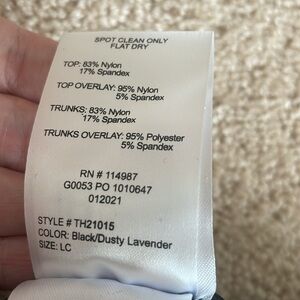 SPOT CLEAN ONLY
FLAT DRY
TOP: 83% Nylon
17% Spandex
TOP OVERLAY: 95% Nylon
5% Spandex
TRUNKS: 83% Nylon
17% Spandex
TRUNKS OVERLAY: 95% Polyester
5% Spandex
RN # 114987
G0053 PO 1010647
012021
STYLE # TH21015
COLOR: Black/Dusty Lavender
SIZE: LC